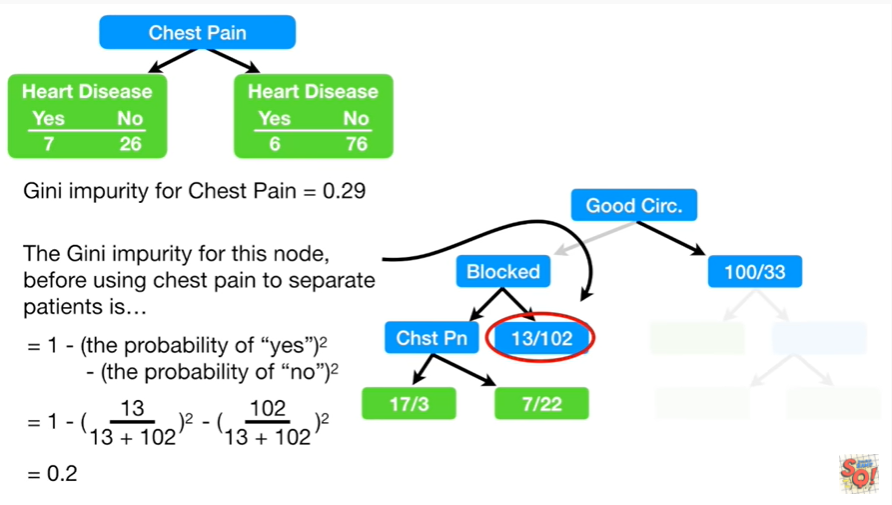 Chest Pain
Heart Disease
Yes No
7 26
Heart Disease
Yes No
6 76
Gini impurity for Chest Pain = 0.29
The Gini impurity for this node,
before using chest pain to separate
patients is…
= 1 - (the probability of “yes”)²
- (the probability of “no”)²
= 1 - (13 / 13 + 102)² - (102 / 13 + 102)²
= 0.2
Good Circ.
Blocked
100/33
Chst Pn
13/102
17/3
7/22
SQ!